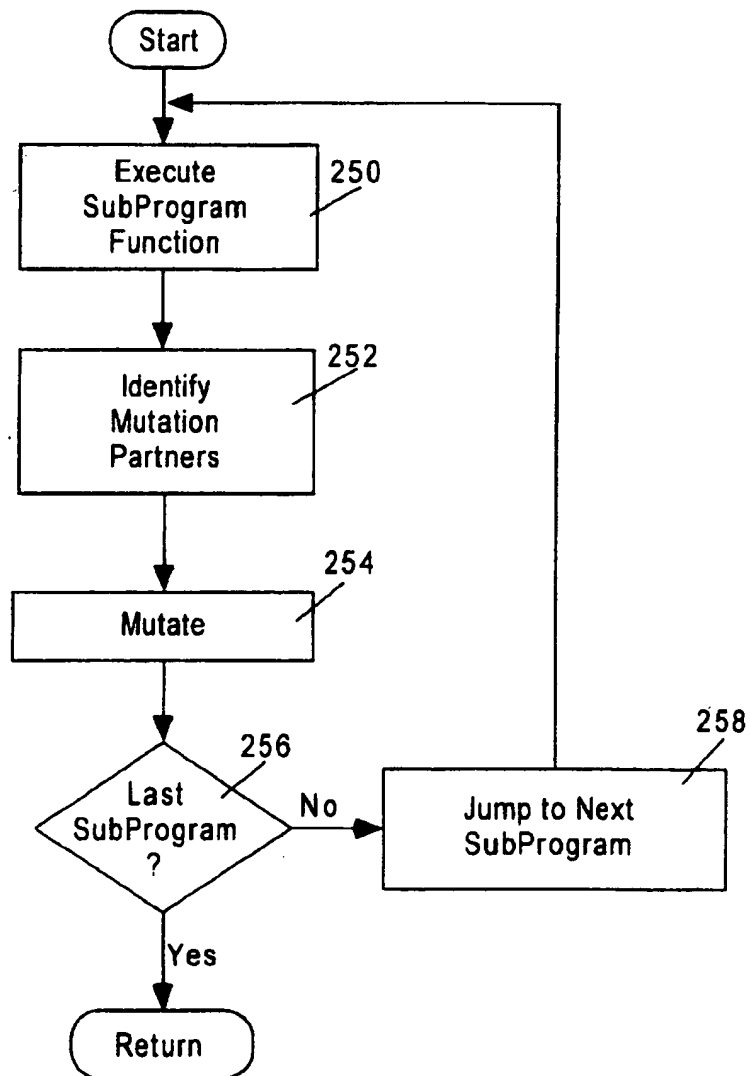 Start
Execute
SubProgram
Function
250
Identify
Mutation
Partners
252
Mutate
254
Last
SubProgram
?
256
No
Jump to Next
SubProgram
258
Yes
Return